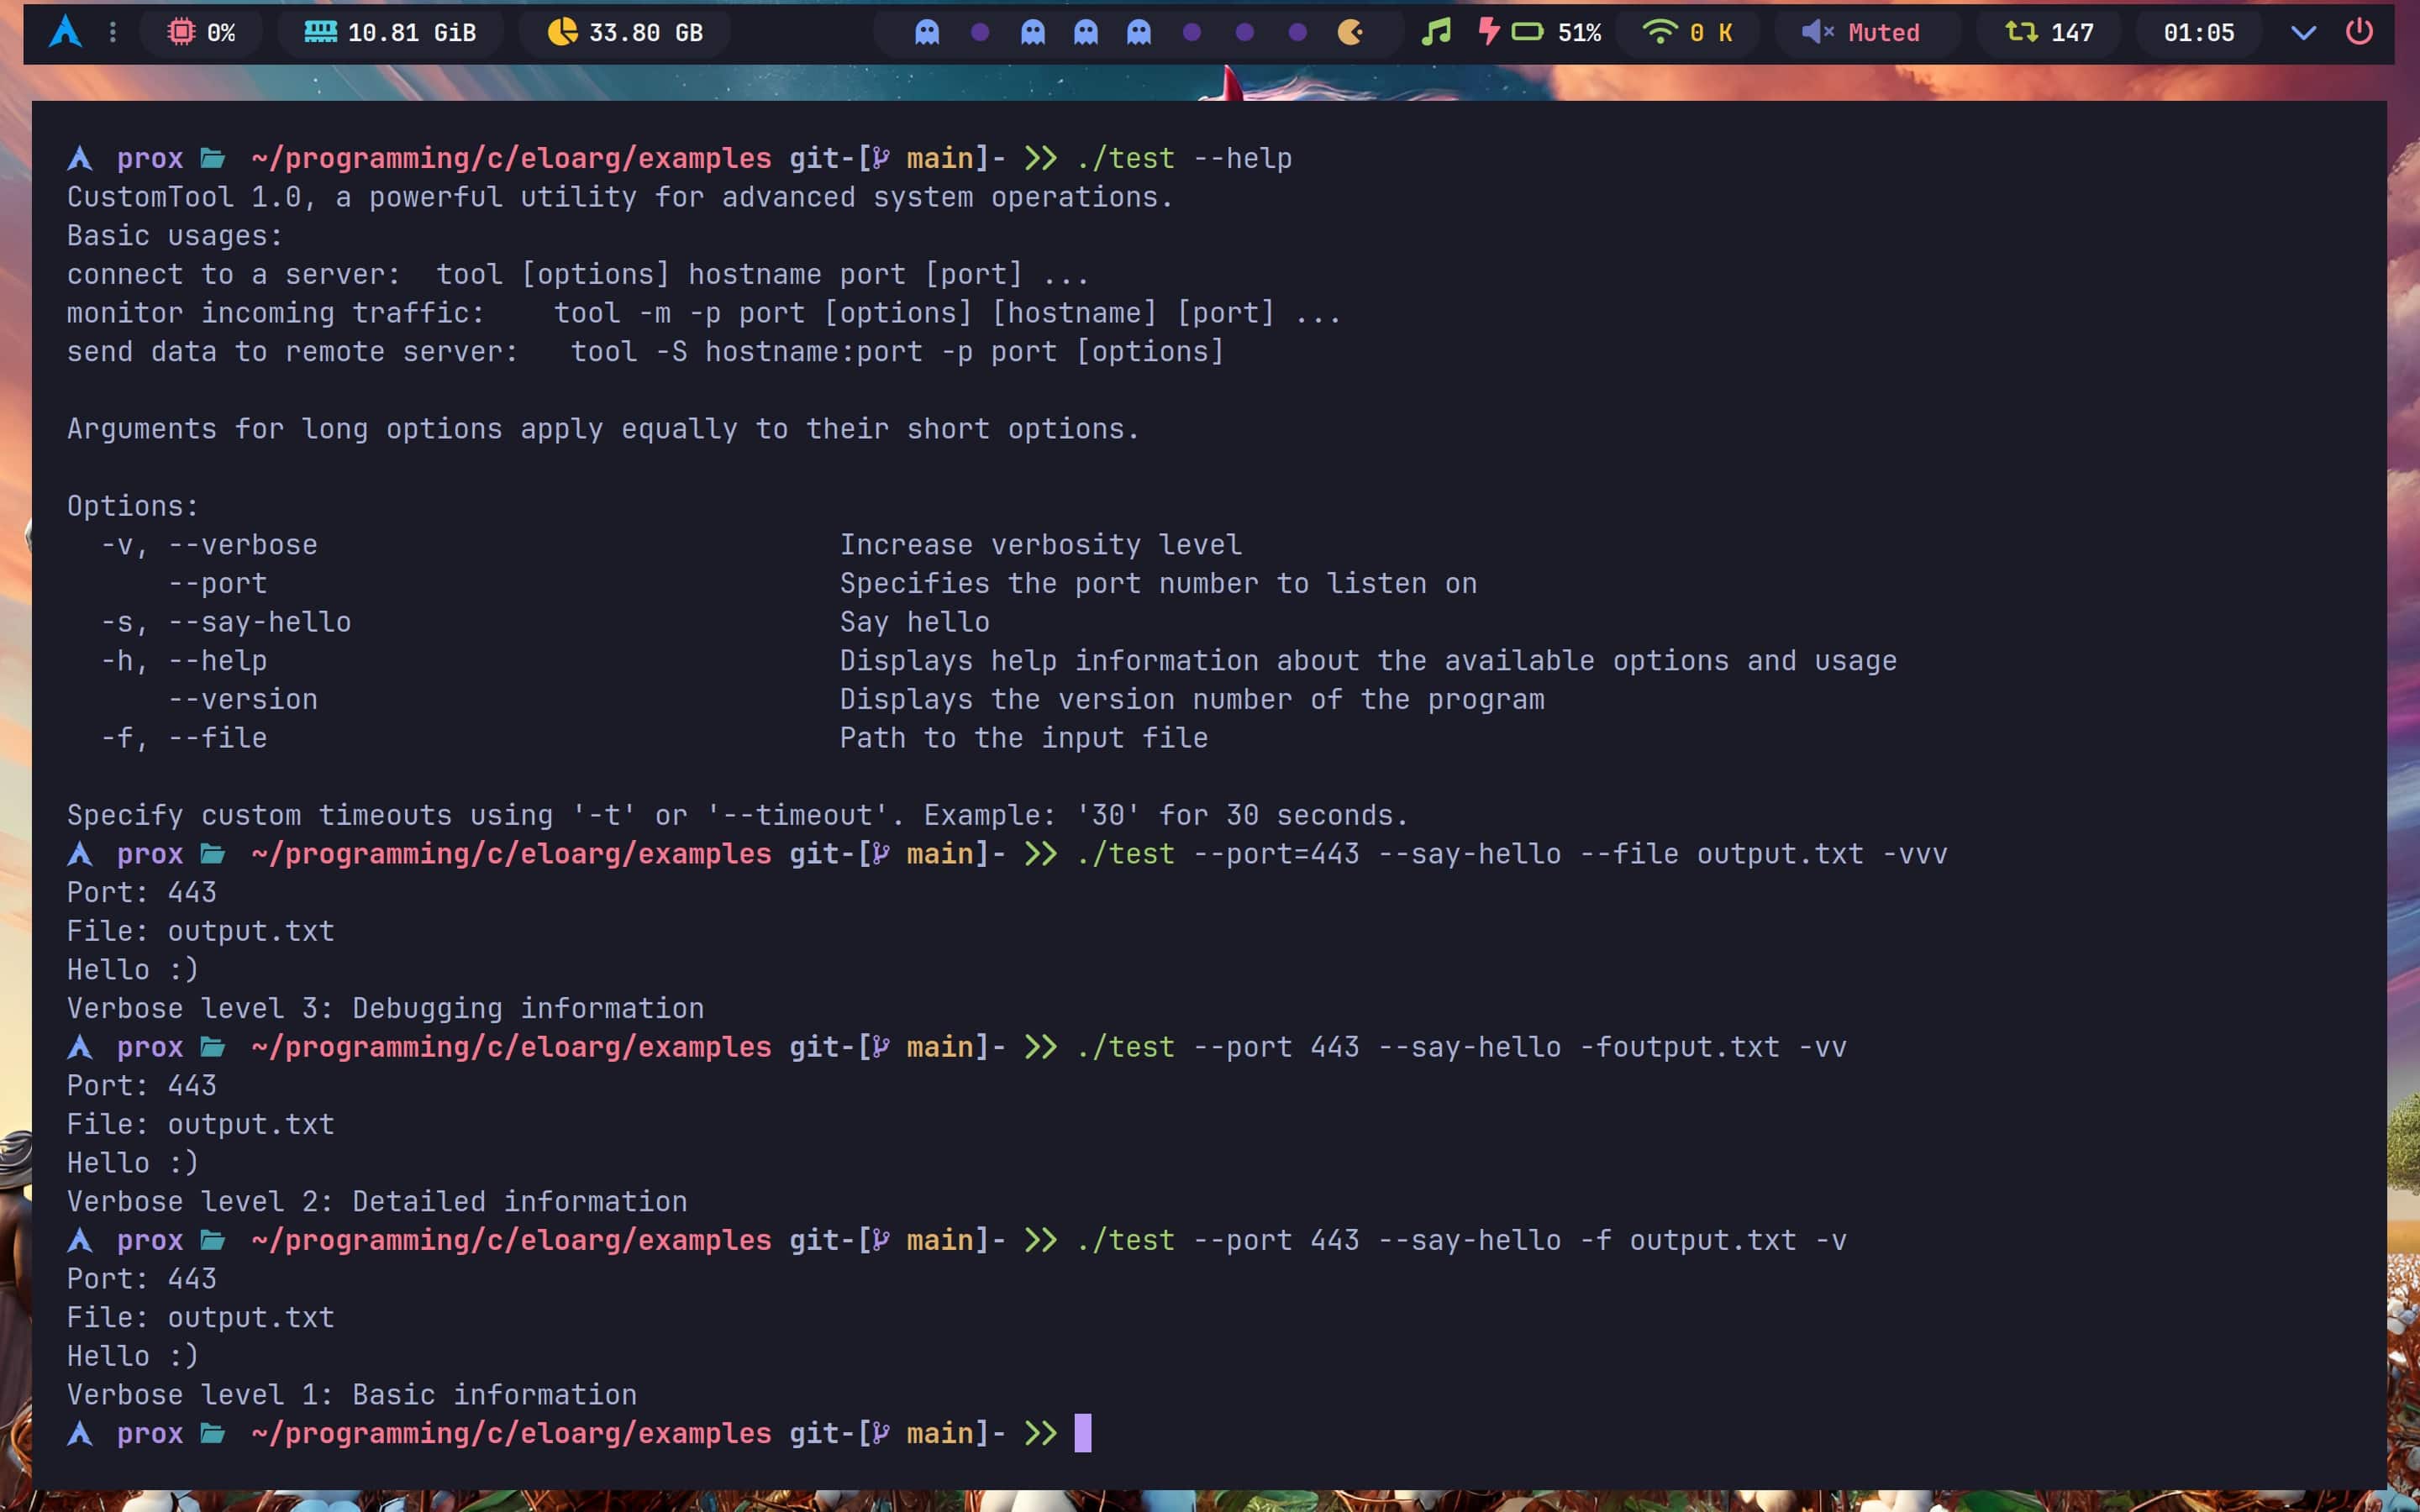 0% 10.81 GiB 33.80 GB 51% 0 K Muted 147 01:05
prox ~/programming/c/eloarg/examples git-[ main]- >> ./test --help
CustomTool 1.0, a powerful utility for advanced system operations.
Basic usages:
connect to a server:  tool [options] hostname port [port] ...
monitor incoming traffic:    tool -m -p port [options] [hostname] [port] ...
send data to remote server:   tool -S hostname:port -p port [options]

Arguments for long options apply equally to their short options.

Options:
  -v, --verbose                               Increase verbosity level
      --port                                  Specifies the port number to listen on
  -s, --say-hello                             Say hello
  -h, --help                                  Displays help information about the available options and usage
      --version                               Displays the version number of the program
  -f, --file                                  Path to the input file

Specify custom timeouts using '-t' or '--timeout'. Example: '30' for 30 seconds.
prox ~/programming/c/eloarg/examples git-[ main]- >> ./test --port=443 --say-hello --file output.txt -vvv
Port: 443
File: output.txt
Hello :)
Verbose level 3: Debugging information
prox ~/programming/c/eloarg/examples git-[ main]- >> ./test --port 443 --say-hello -foutput.txt -vv
Port: 443
File: output.txt
Hello :)
Verbose level 2: Detailed information
prox ~/programming/c/eloarg/examples git-[ main]- >> ./test --port 443 --say-hello -f output.txt -v
Port: 443
File: output.txt
Hello :)
Verbose level 1: Basic information
prox ~/programming/c/eloarg/examples git-[ main]- >>